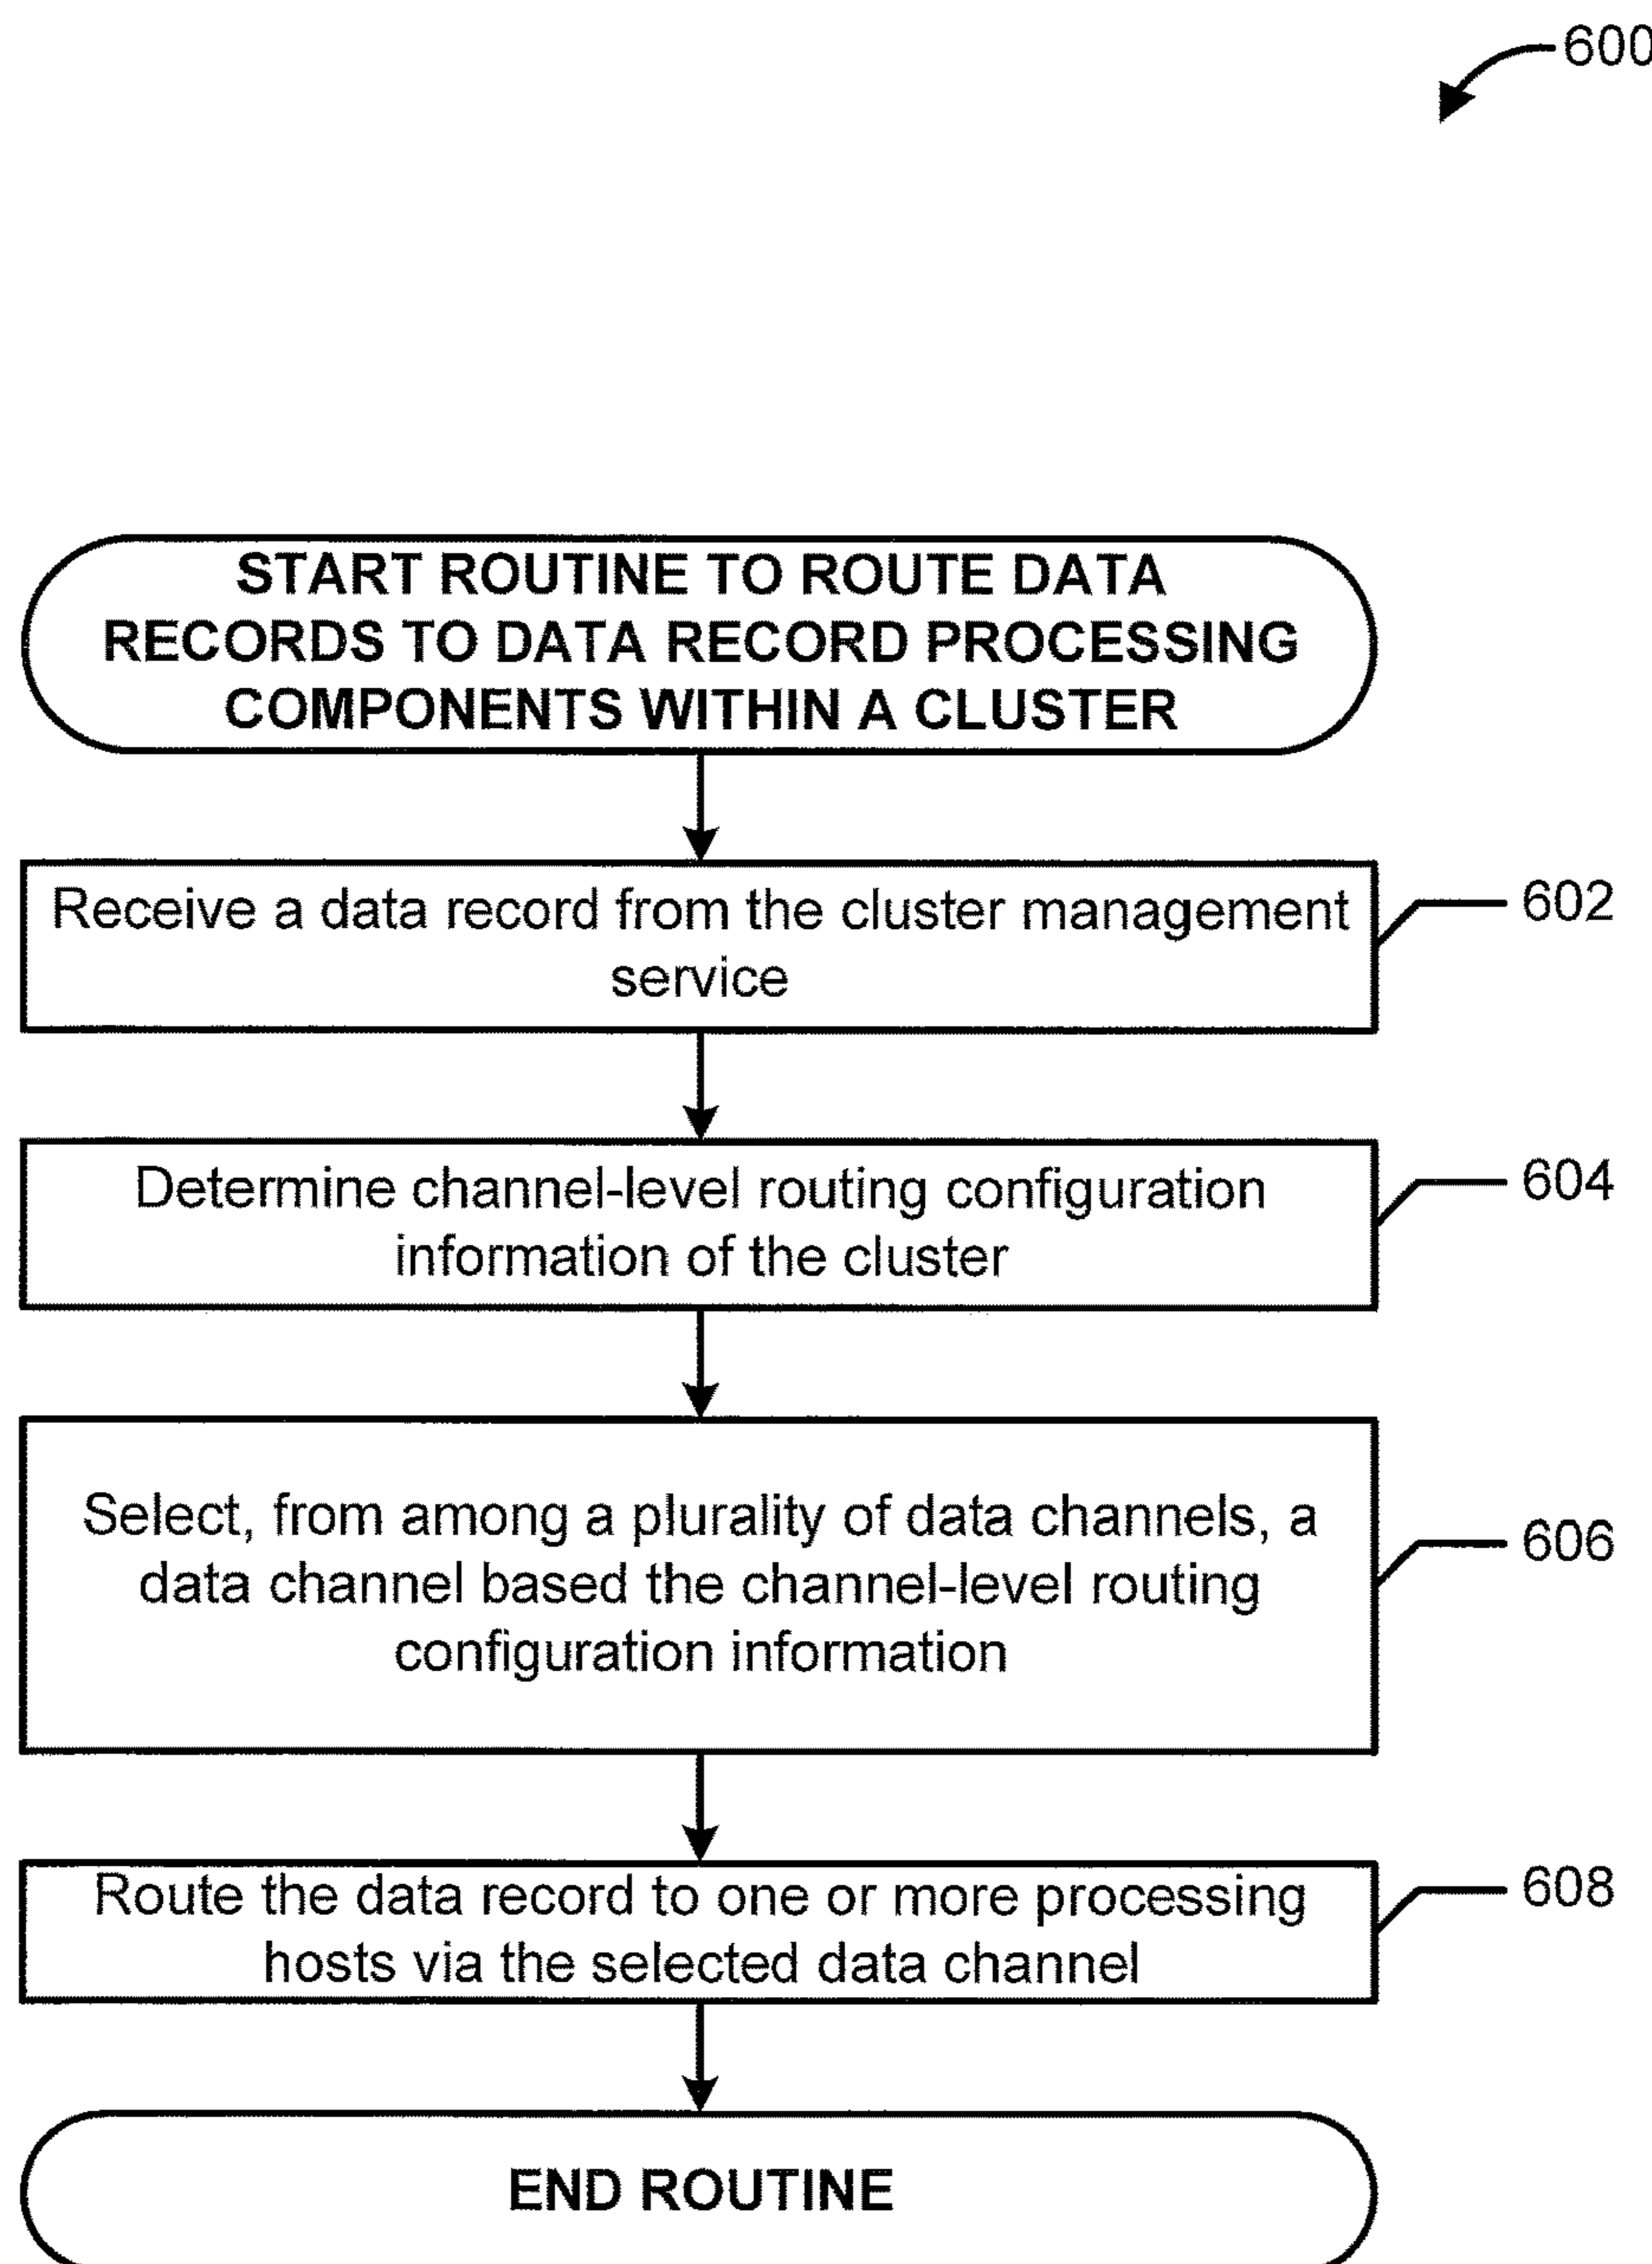 600
START ROUTINE TO ROUTE DATA
RECORDS TO DATA RECORD PROCESSING
COMPONENTS WITHIN A CLUSTER
Receive a data record from the cluster management
service
602
Determine channel-level routing configuration
information of the cluster
604
Select, from among a plurality of data channels, a
data channel based the channel-level routing
configuration information
606
Route the data record to one or more processing
hosts via the selected data channel
608
END ROUTINE